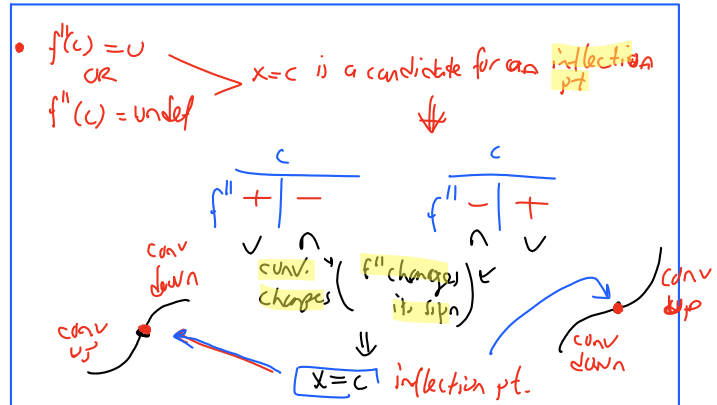 • f''(c) = 0
OR
f''(c) = undef
x=c is a candidate for an inflection
pt
⇓
c
f'' + | −
∪ ∩
c
f'' − | +
∩ ∪
conv. changes
(f'' changes its sign)
⇓
x=c inflection pt.
conv down
conv up
conv up
conv down